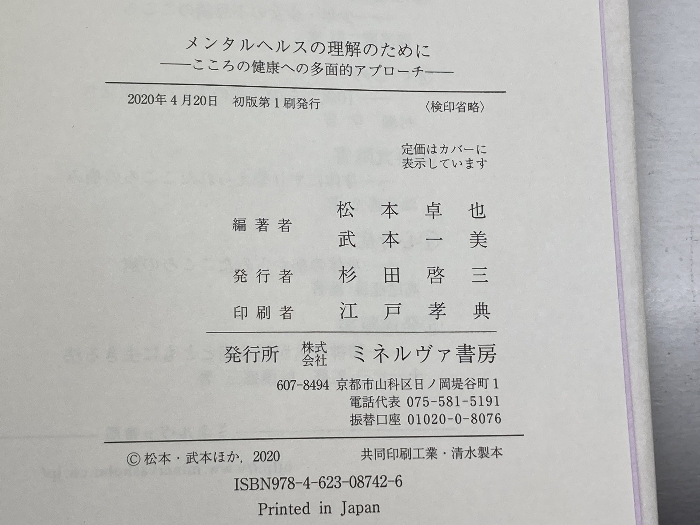 メンタルヘルスの理解のために
――こころの健康への多面的アプローチ――
2020年4月20日 初版第1刷発行 〈検印省略〉
定価はカバーに
表示しています
編著者 松本卓也
武本一美
発行者 杉田啓三
印刷者 江戸孝典
発行所 株式会社 ミネルヴァ書房
607-8494 京都市山科区日ノ岡堤谷町1
電話代表 075-581-5191
振替口座 01020-0-8076
©松本・武本ほか, 2020 共同印刷工業・清水製本
ISBN978-4-623-08742-6
Printed in Japan